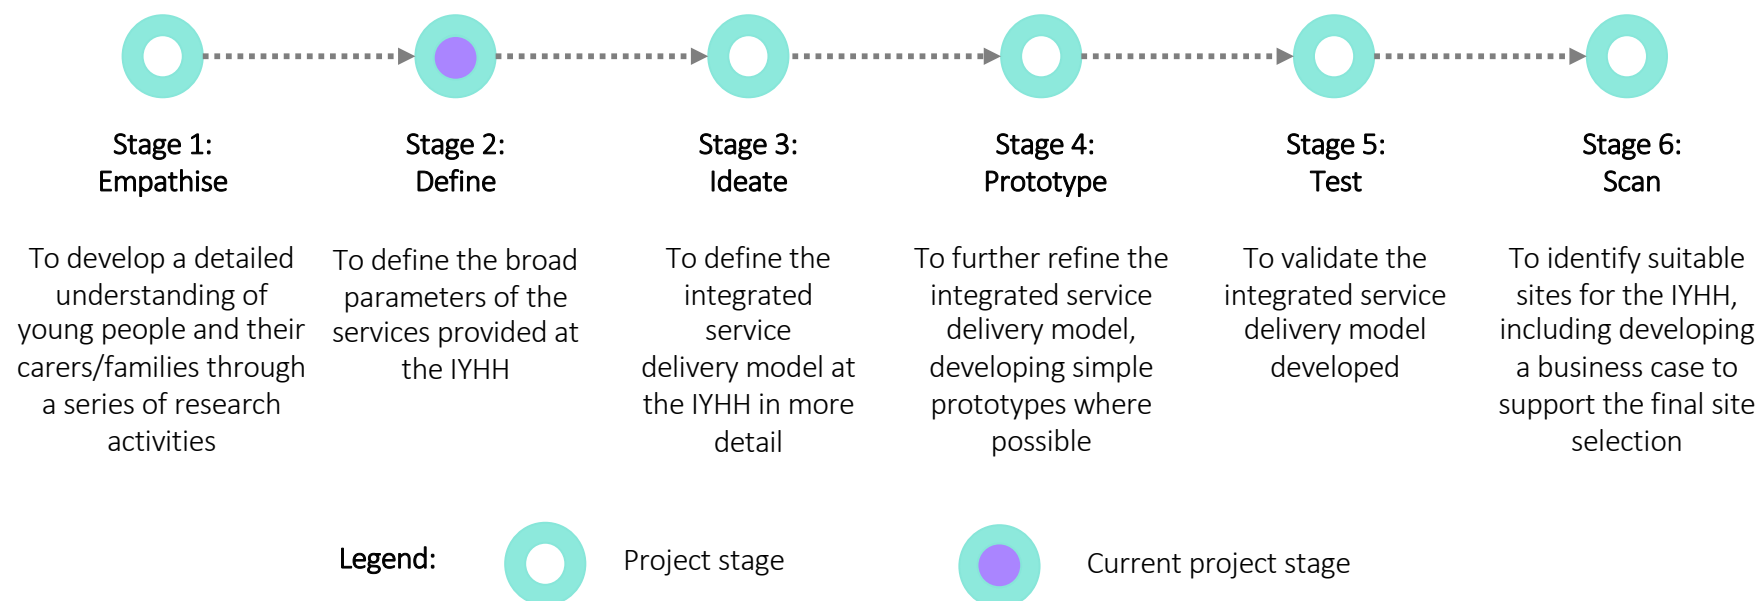 Stage 1:
Empathise
To develop a detailed
understanding of
young people and their
carers/families through
a series of research
activities
Stage 2:
Define
To define the broad
parameters of the
services provided at
the IYHH
Stage 3:
Ideate
To define the
integrated
service
delivery model at
the IYHH in more
detail
Stage 4:
Prototype
To further refine the
integrated service
delivery model,
developing simple
prototypes where
possible
Stage 5:
Test
To validate the
integrated service
delivery model
developed
Stage 6:
Scan
To identify suitable
sites for the IYHH,
including developing
a business case to
support the final site
selection
Legend:
Project stage
Current project stage